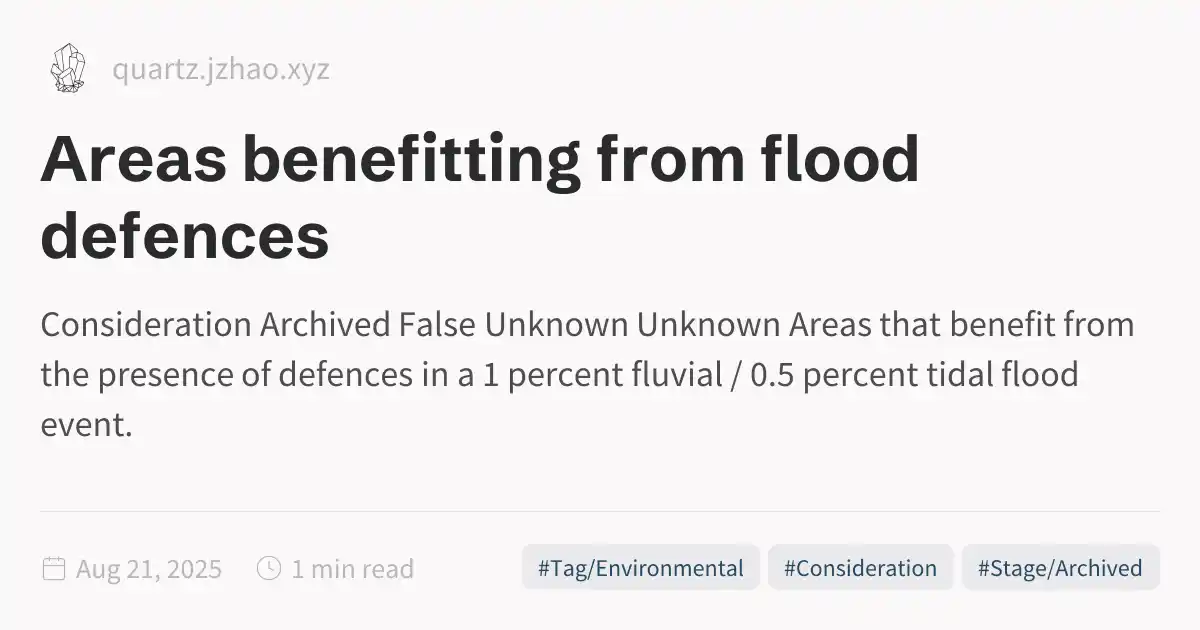 quartz.jzhao.xyz
Areas benefitting from flood
defences
Consideration Archived False Unknown Unknown Areas that benefit from
the presence of defences in a 1 percent fluvial / 0.5 percent tidal flood
event.
Aug 21, 2025 1 min read #Tag/Environmental #Consideration #Stage/Archived